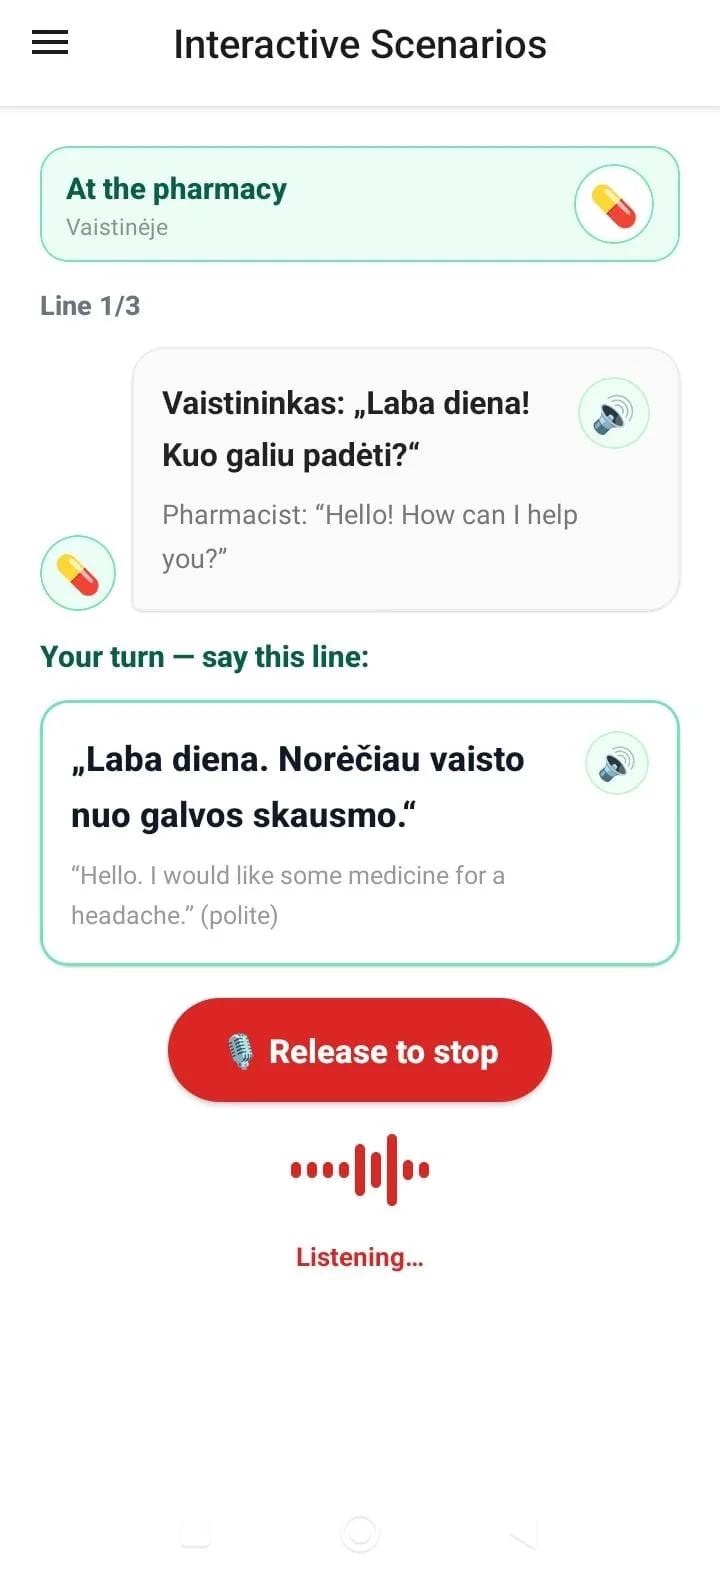 Interactive Scenarios
At the pharmacy
Vaistinėje
Line 1/3
Vaistininkas: „Laba diena!
Kuo galiu padėti?“
Pharmacist: “Hello! How can I help
you?”
Your turn — say this line:
„Laba diena. Norėčiau vaisto
nuo galvos skausmo.“
“Hello. I would like some medicine for a
headache.” (polite)
Release to stop
Listening...